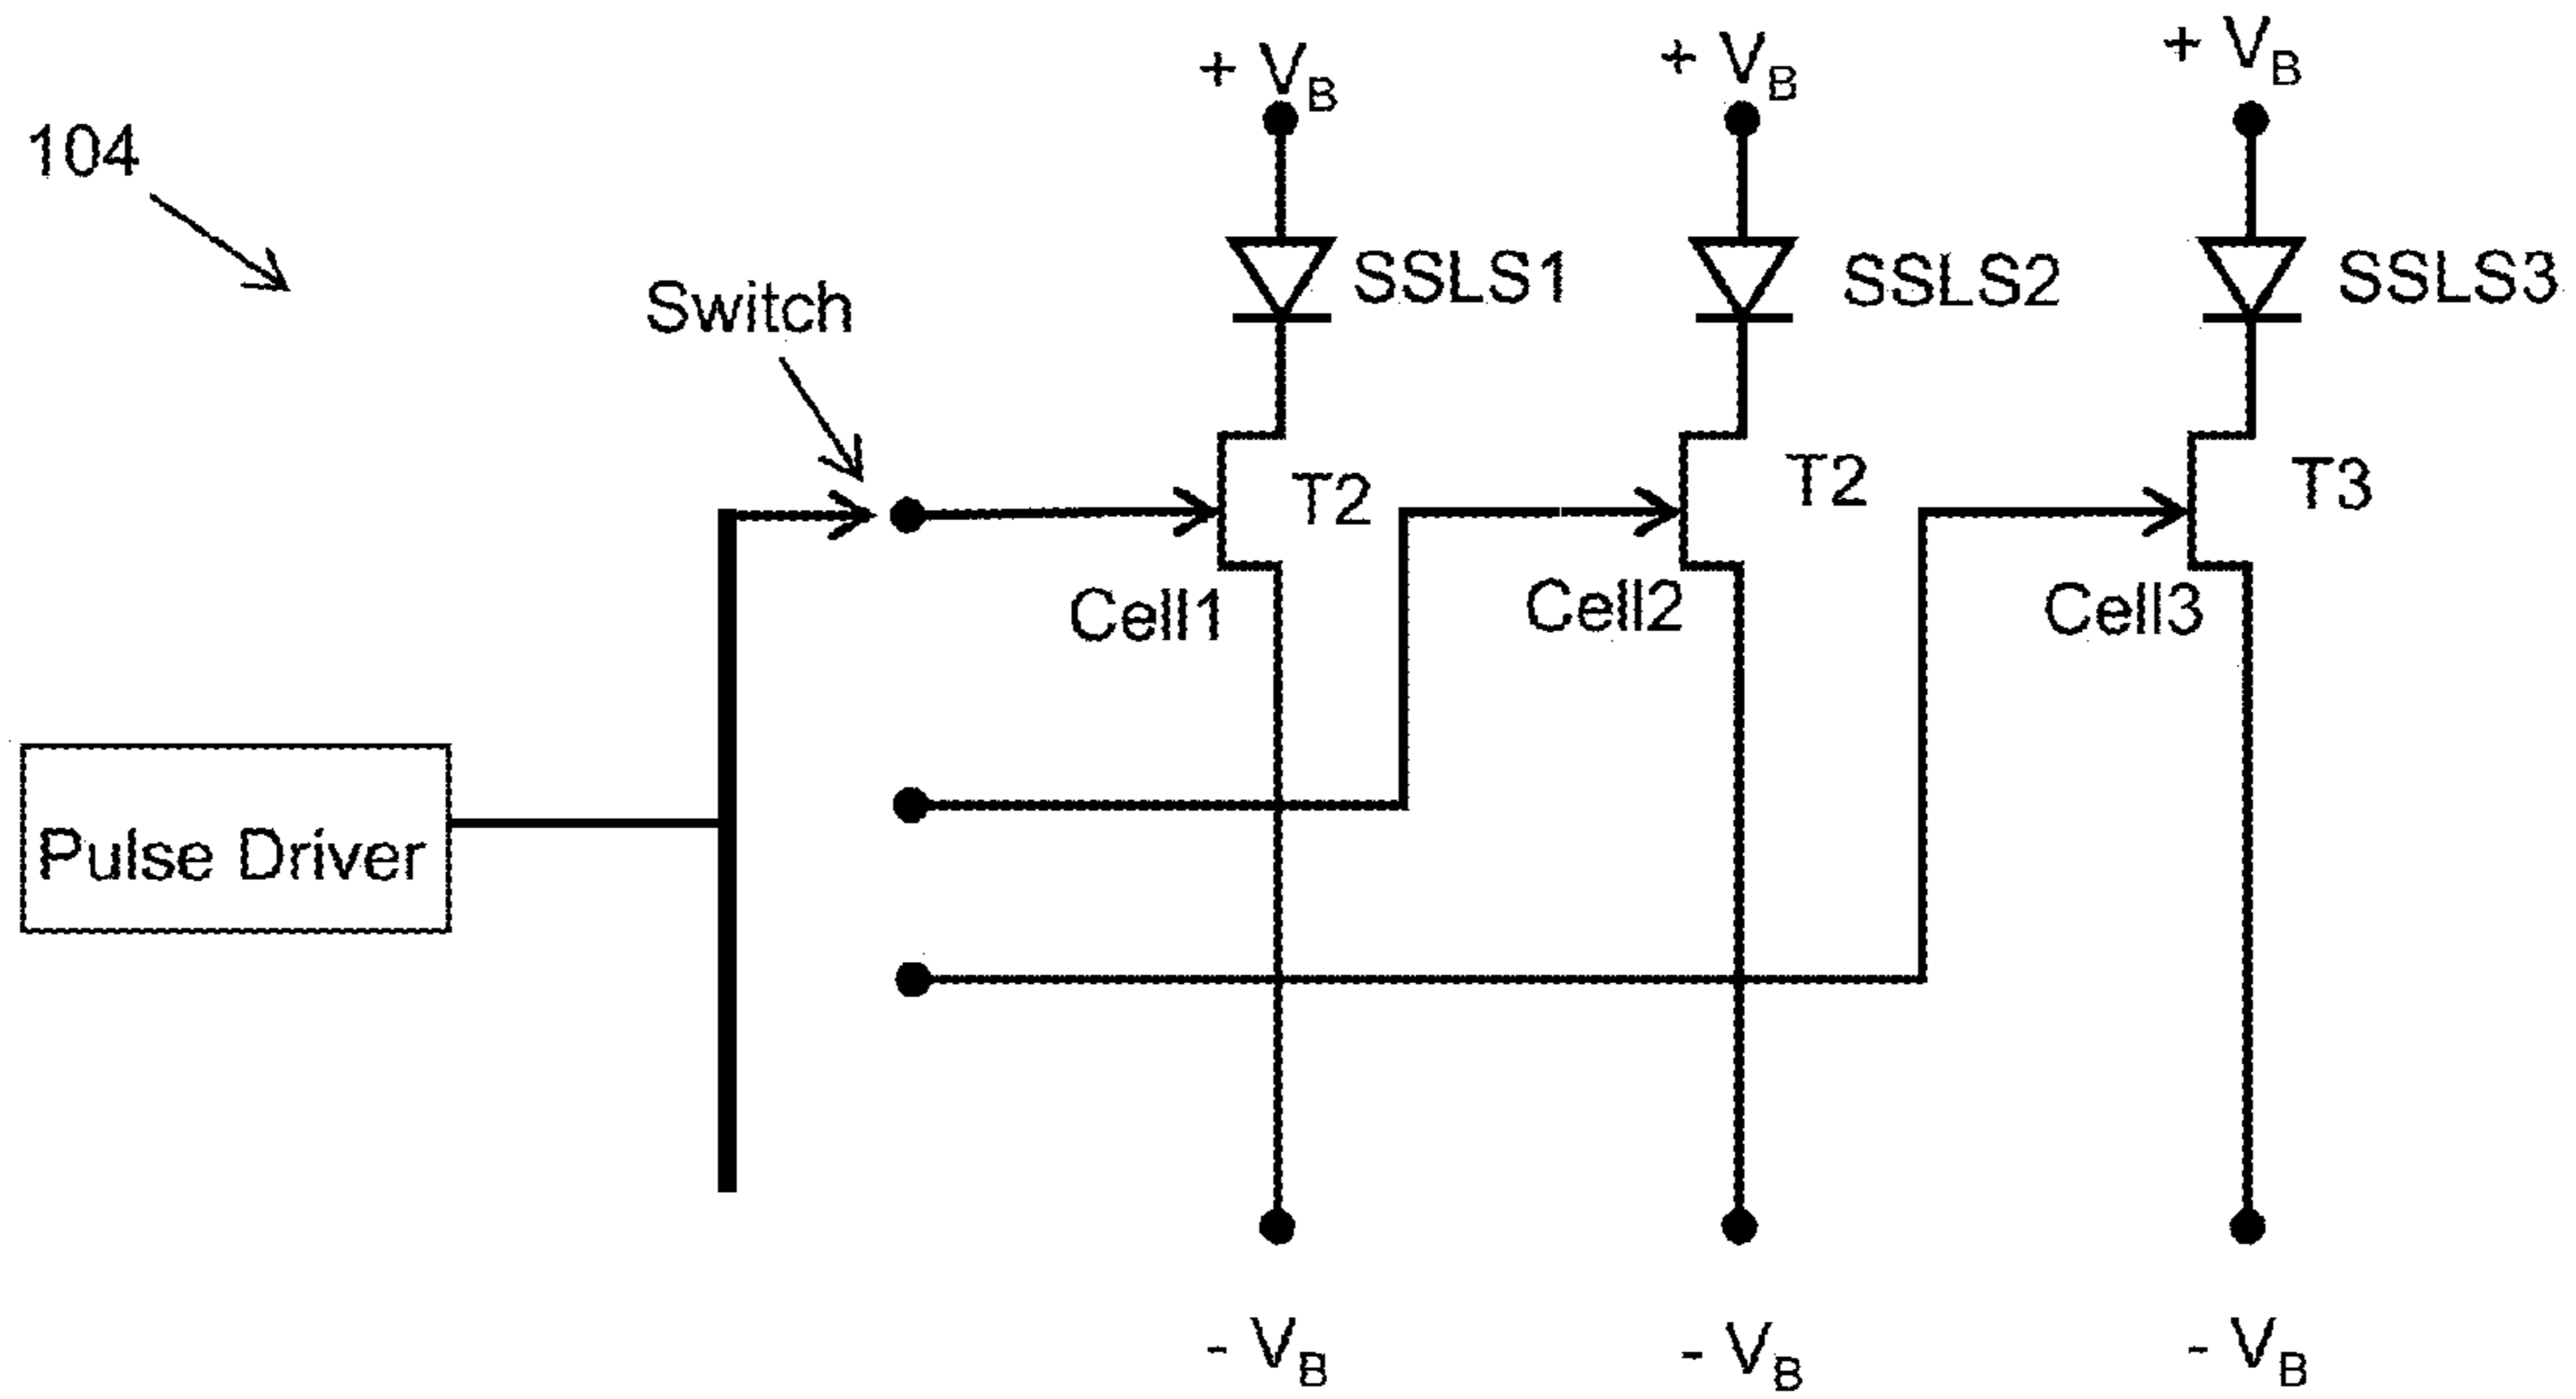 + VB
+ VB
+ VB
104
Switch
SSLS1
SSLS2
SSLS3
T2
T2
T3
Cell1
Cell2
Cell3
Pulse Driver
- VB
- VB
- VB